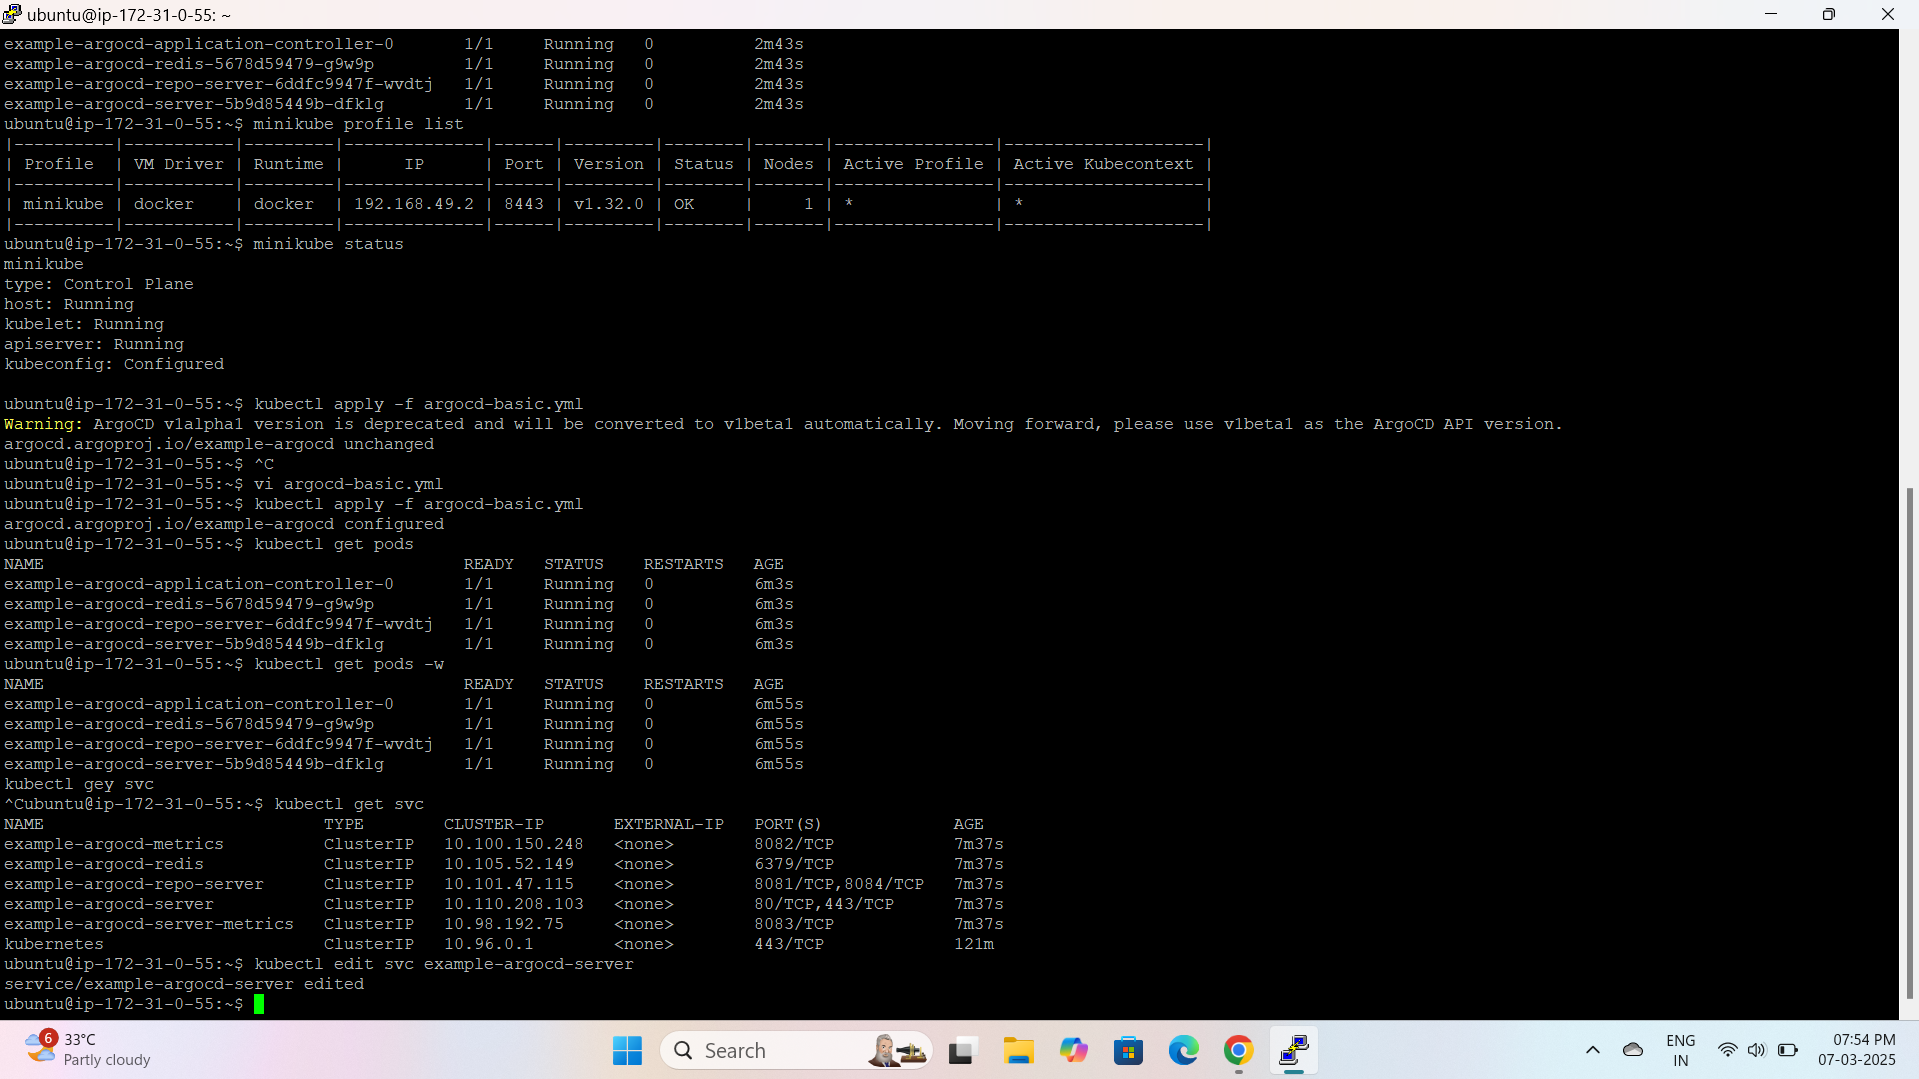 ubuntu@ip-172-31-0-55: ~
example-argocd-application-controller-0 1/1 Running 0 2m43s
example-argocd-redis-5678d59479-g9w9p 1/1 Running 0 2m43s
example-argocd-repo-server-6ddfc9947f-wvdtj 1/1 Running 0 2m43s
example-argocd-server-5b9d85449b-dfklg 1/1 Running 0 2m43s
ubuntu@ip-172-31-0-55:~$ minikube profile list
|----------|-----------|---------|--------------|------|---------|--------|-------|----------------|--------------------|
| Profile | VM Driver | Runtime | IP | Port | Version | Status | Nodes | Active Profile | Active Kubecontext |
|----------|-----------|---------|--------------|------|---------|--------|-------|----------------|--------------------|
| minikube | docker | docker | 192.168.49.2 | 8443 | v1.32.0 | OK | 1 | * | * |
|----------|-----------|---------|--------------|------|---------|--------|-------|----------------|--------------------|
ubuntu@ip-172-31-0-55:~$ minikube status
minikube
type: Control Plane
host: Running
kubelet: Running
apiserver: Running
kubeconfig: Configured
ubuntu@ip-172-31-0-55:~$ kubectl apply -f argocd-basic.yml
Warning: ArgoCD v1alpha1 version is deprecated and will be converted to v1beta1 automatically. Moving forward, please use v1beta1 as the ArgoCD API version.
argocd.argoproj.io/example-argocd unchanged
ubuntu@ip-172-31-0-55:~$ ^C
ubuntu@ip-172-31-0-55:~$ vi argocd-basic.yml
ubuntu@ip-172-31-0-55:~$ kubectl apply -f argocd-basic.yml
argocd.argoproj.io/example-argocd configured
ubuntu@ip-172-31-0-55:~$ kubectl get pods
NAME READY STATUS RESTARTS AGE
example-argocd-application-controller-0 1/1 Running 0 6m3s
example-argocd-redis-5678d59479-g9w9p 1/1 Running 0 6m3s
example-argocd-repo-server-6ddfc9947f-wvdtj 1/1 Running 0 6m3s
example-argocd-server-5b9d85449b-dfklg 1/1 Running 0 6m3s
ubuntu@ip-172-31-0-55:~$ kubectl get pods -w
NAME READY STATUS RESTARTS AGE
example-argocd-application-controller-0 1/1 Running 0 6m55s
example-argocd-redis-5678d59479-g9w9p 1/1 Running 0 6m55s
example-argocd-repo-server-6ddfc9947f-wvdtj 1/1 Running 0 6m55s
example-argocd-server-5b9d85449b-dfklg 1/1 Running 0 6m55s
kubectl gey svc
^Cubuntu@ip-172-31-0-55:~$ kubectl get svc
NAME TYPE CLUSTER-IP EXTERNAL-IP PORT(S) AGE
example-argocd-metrics ClusterIP 10.100.150.248 <none> 8082/TCP 7m37s
example-argocd-redis ClusterIP 10.105.52.149 <none> 6379/TCP 7m37s
example-argocd-repo-server ClusterIP 10.101.47.115 <none> 8081/TCP,8084/TCP 7m37s
example-argocd-server ClusterIP 10.110.208.103 <none> 80/TCP,443/TCP 7m37s
example-argocd-server-metrics ClusterIP 10.98.192.75 <none> 8083/TCP 7m37s
kubernetes ClusterIP 10.96.0.1 <none> 443/TCP 121m
ubuntu@ip-172-31-0-55:~$ kubectl edit svc example-argocd-server
service/example-argocd-server edited
ubuntu@ip-172-31-0-55:~$
6
33°C
Partly cloudy
Search
ENG
IN
07:54 PM
07-03-2025